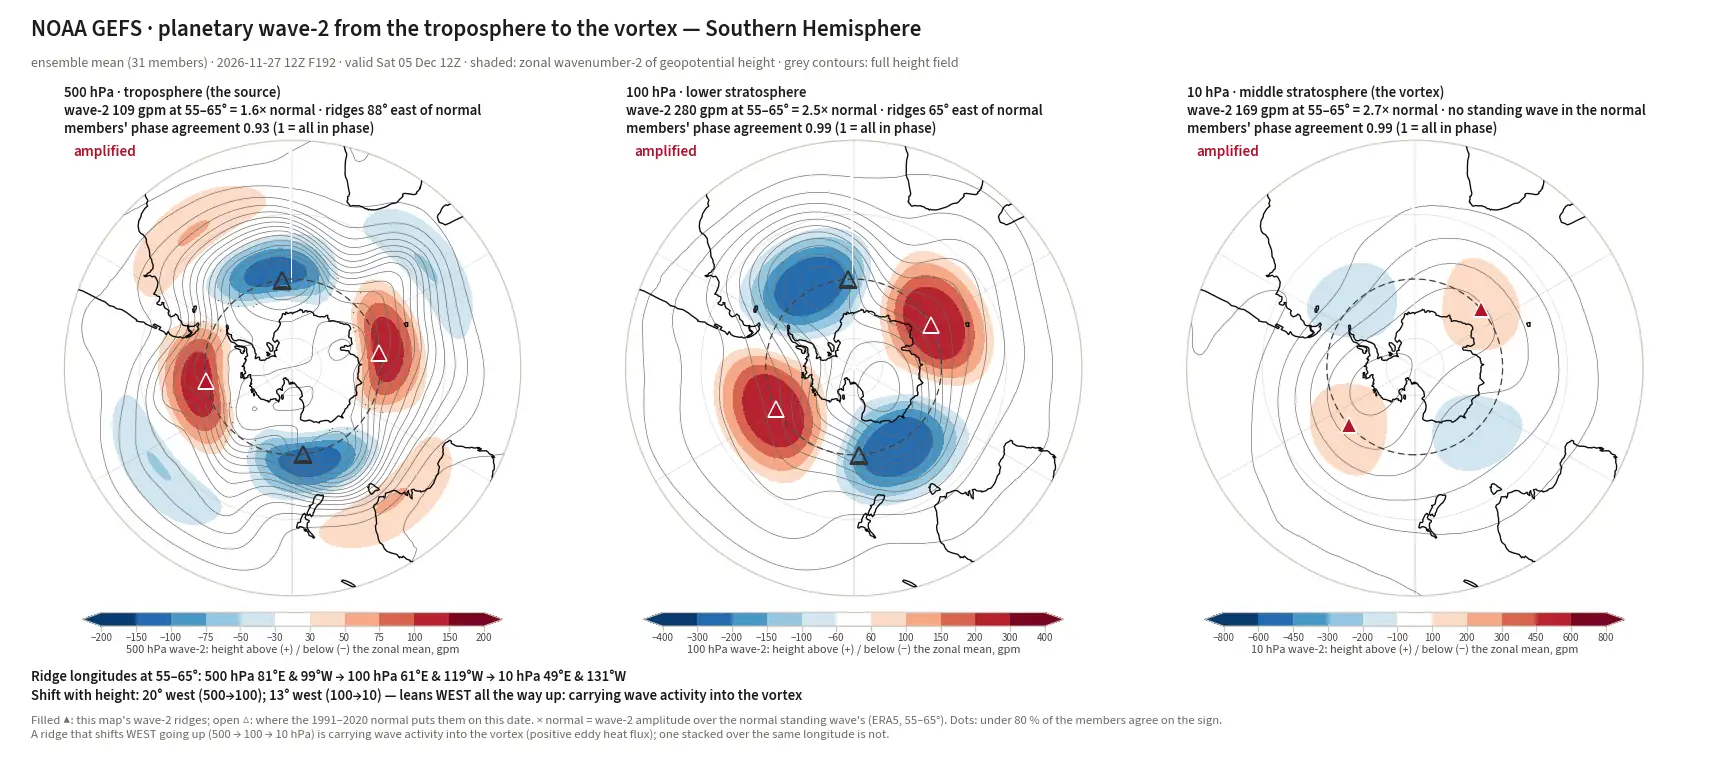 NOAA GEFS · planetary wave-2 from the troposphere to the vortex — Southern Hemisphere
ensemble mean (31 members) · 2026-11-27 12Z F192 · valid Sat 05 Dec 12Z · shaded: zonal wavenumber-2 of geopotential height · grey contours: full height field
500 hPa · troposphere (the source)
wave-2 109 gpm at 55–65° = 1.6× normal · ridges 88° east of normal
members' phase agreement 0.93 (1 = all in phase)
amplified
100 hPa · lower stratosphere
wave-2 280 gpm at 55–65° = 2.5× normal · ridges 65° east of normal
members' phase agreement 0.99 (1 = all in phase)
amplified
10 hPa · middle stratosphere (the vortex)
wave-2 169 gpm at 55–65° = 2.7× normal · no standing wave in the normal
members' phase agreement 0.99 (1 = all in phase)
amplified
−200 −150 −100 −75 −50 −30 30 50 75 100 150 200
500 hPa wave-2: height above (+) / below (−) the zonal mean, gpm
−400 −300 −200 −150 −100 −60 60 100 150 200 300 400
100 hPa wave-2: height above (+) / below (−) the zonal mean, gpm
−800 −600 −450 −300 −200 −100 100 200 300 450 600 800
10 hPa wave-2: height above (+) / below (−) the zonal mean, gpm
Ridge longitudes at 55–65°: 500 hPa 81°E & 99°W → 100 hPa 61°E & 119°W → 10 hPa 49°E & 131°W
Shift with height: 20° west (500→100); 13° west (100→10) — leans WEST all the way up: carrying wave activity into the vortex
Filled ▲: this map's wave-2 ridges; open △: where the 1991–2020 normal puts them on this date. × normal = wave-2 amplitude over the normal standing wave's (ERA5, 55–65°). Dots: under 80 % of the members agree on the sign.
A ridge that shifts WEST going up (500 → 100 → 10 hPa) is carrying wave activity into the vortex (positive eddy heat flux); one stacked over the same longitude is not.